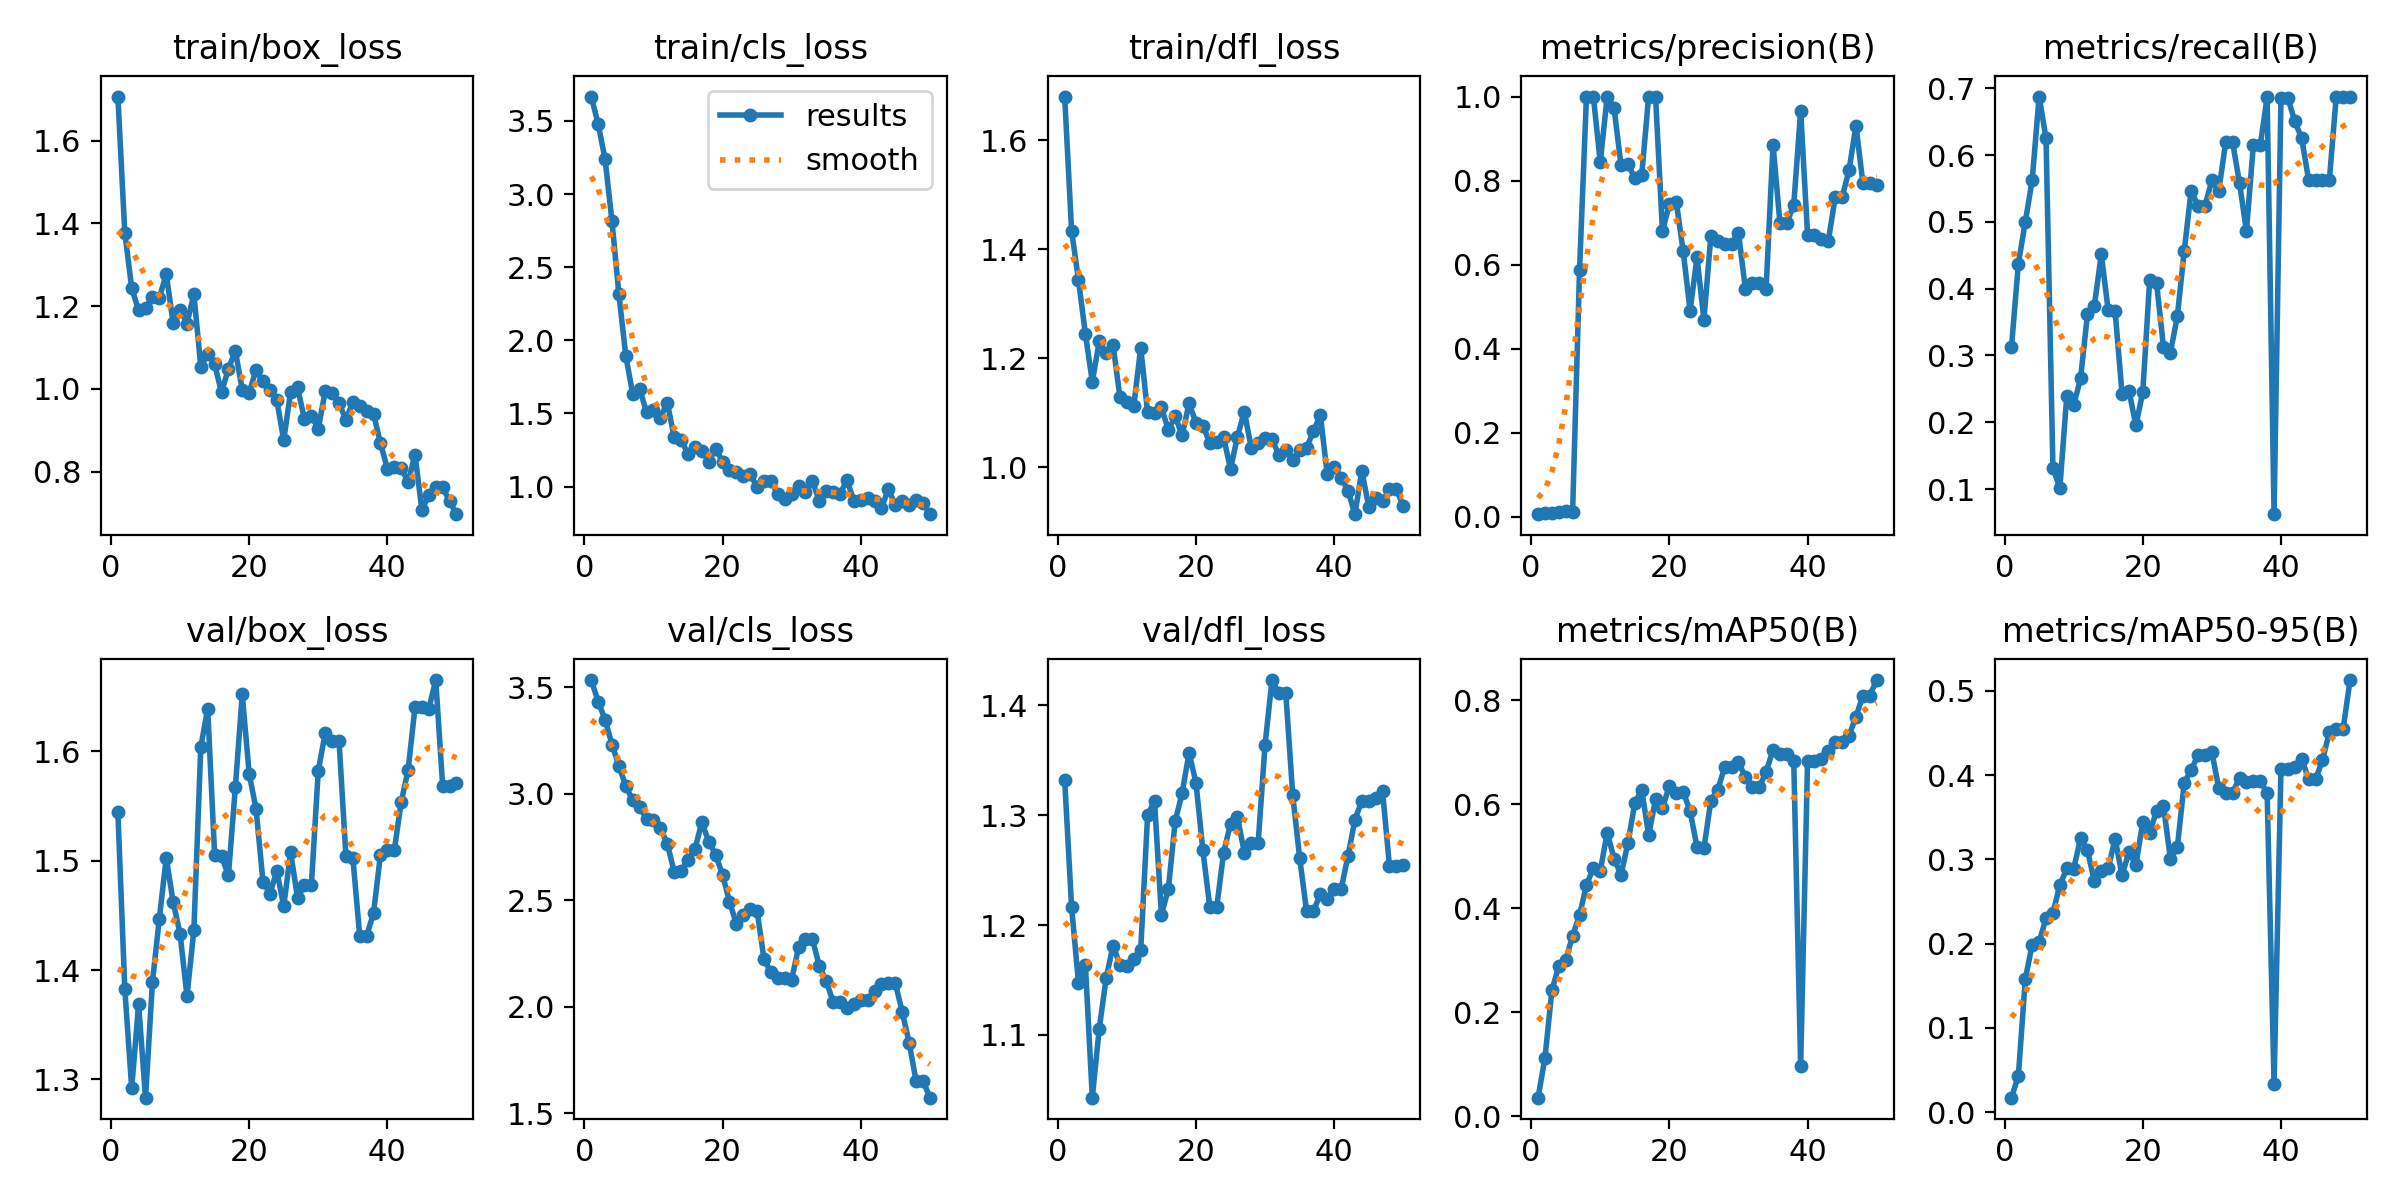 train/box_loss
1.6
1.4
1.2
1.0
0.8
0 20 40
train/cls_loss
results
smooth
3.5
3.0
2.5
2.0
1.5
1.0
0 20 40
train/dfl_loss
1.6
1.4
1.2
1.0
0 20 40
metrics/precision(B)
1.0
0.8
0.6
0.4
0.2
0.0
0 20 40
metrics/recall(B)
0.7
0.6
0.5
0.4
0.3
0.2
0.1
0 20 40
val/box_loss
1.6
1.5
1.4
1.3
0 20 40
val/cls_loss
3.5
3.0
2.5
2.0
1.5
0 20 40
val/dfl_loss
1.4
1.3
1.2
1.1
0 20 40
metrics/mAP50(B)
0.8
0.6
0.4
0.2
0.0
0 20 40
metrics/mAP50-95(B)
0.5
0.4
0.3
0.2
0.1
0.0
0 20 40